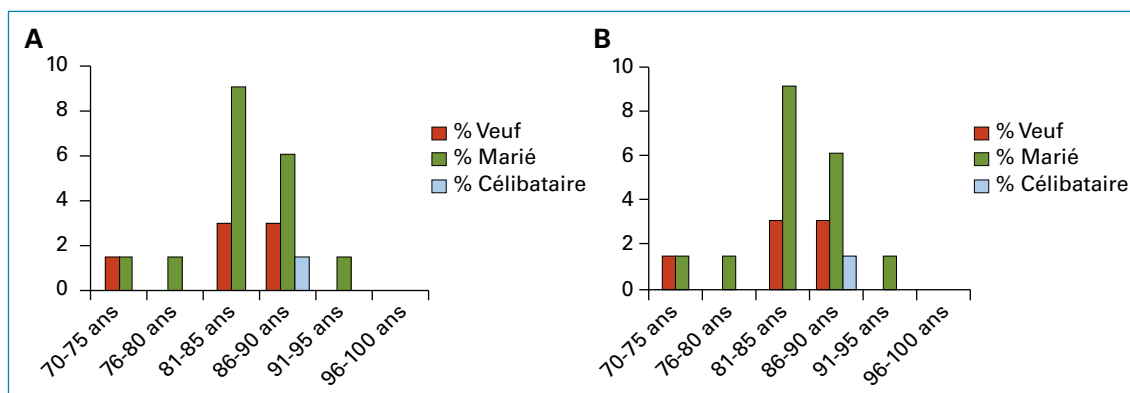 A
10
8
6
4
2
0
70-75 ans
76-80 ans
81-85 ans
86-90 ans
91-95 ans
96-100 ans
% Veuf
% Marié
% Célibataire
B
10
8
6
4
2
0
70-75 ans
76-80 ans
81-85 ans
86-90 ans
91-95 ans
96-100 ans
% Veuf
% Marié
% Célibataire